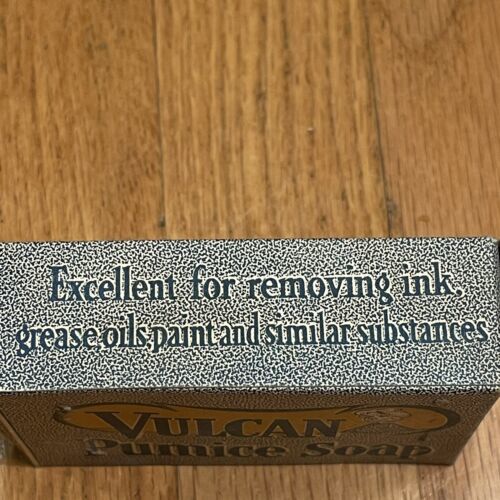 Excellent for removing ink,
grease oils paint and similar substances
VULCAN
Pumice Soap